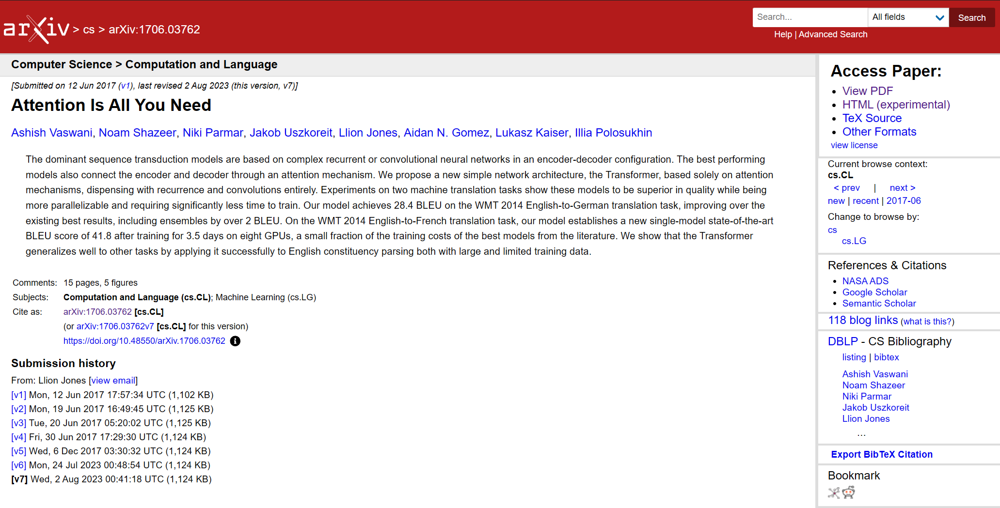 arXiv > cs > arXiv:1706.03762
Search...
All fields
Search
Help | Advanced Search
Computer Science > Computation and Language
[Submitted on 12 Jun 2017 (v1), last revised 2 Aug 2023 (this version, v7)]
Attention Is All You Need
Ashish Vaswani, Noam Shazeer, Niki Parmar, Jakob Uszkoreit, Llion Jones, Aidan N. Gomez, Lukasz Kaiser, Illia Polosukhin
The dominant sequence transduction models are based on complex recurrent or convolutional neural networks in an encoder-decoder configuration. The best performing
models also connect the encoder and decoder through an attention mechanism. We propose a new simple network architecture, the Transformer, based solely on attention
mechanisms, dispensing with recurrence and convolutions entirely. Experiments on two machine translation tasks show these models to be superior in quality while being
more parallelizable and requiring significantly less time to train. Our model achieves 28.4 BLEU on the WMT 2014 English-to-German translation task, improving over the
existing best results, including ensembles by over 2 BLEU. On the WMT 2014 English-to-French translation task, our model establishes a new single-model state-of-the-art
BLEU score of 41.8 after training for 3.5 days on eight GPUs, a small fraction of the training costs of the best models from the literature. We show that the Transformer
generalizes well to other tasks by applying it successfully to English constituency parsing both with large and limited training data.
Comments: 15 pages, 5 figures
Subjects: Computation and Language (cs.CL); Machine Learning (cs.LG)
Cite as: arXiv:1706.03762 [cs.CL]
(or arXiv:1706.03762v7 [cs.CL] for this version)
https://doi.org/10.48550/arXiv.1706.03762
Submission history
From: Llion Jones [view email]
[v1] Mon, 12 Jun 2017 17:57:34 UTC (1,102 KB)
[v2] Mon, 19 Jun 2017 16:49:45 UTC (1,125 KB)
[v3] Tue, 20 Jun 2017 05:20:02 UTC (1,125 KB)
[v4] Fri, 30 Jun 2017 17:29:30 UTC (1,124 KB)
[v5] Wed, 6 Dec 2017 03:30:32 UTC (1,124 KB)
[v6] Mon, 24 Jul 2023 00:48:54 UTC (1,124 KB)
[v7] Wed, 2 Aug 2023 00:41:18 UTC (1,124 KB)
Access Paper:
• View PDF
• HTML (experimental)
• TeX Source
• Other Formats
view license
Current browse context:
cs.CL
< prev | next >
new | recent | 2017-06
Change to browse by:
cs
cs.LG
References & Citations
• NASA ADS
• Google Scholar
• Semantic Scholar
118 blog links (what is this?)
DBLP - CS Bibliography
listing | bibtex
Ashish Vaswani
Noam Shazeer
Niki Parmar
Jakob Uszkoreit
Llion Jones
…
Export BibTeX Citation
Bookmark